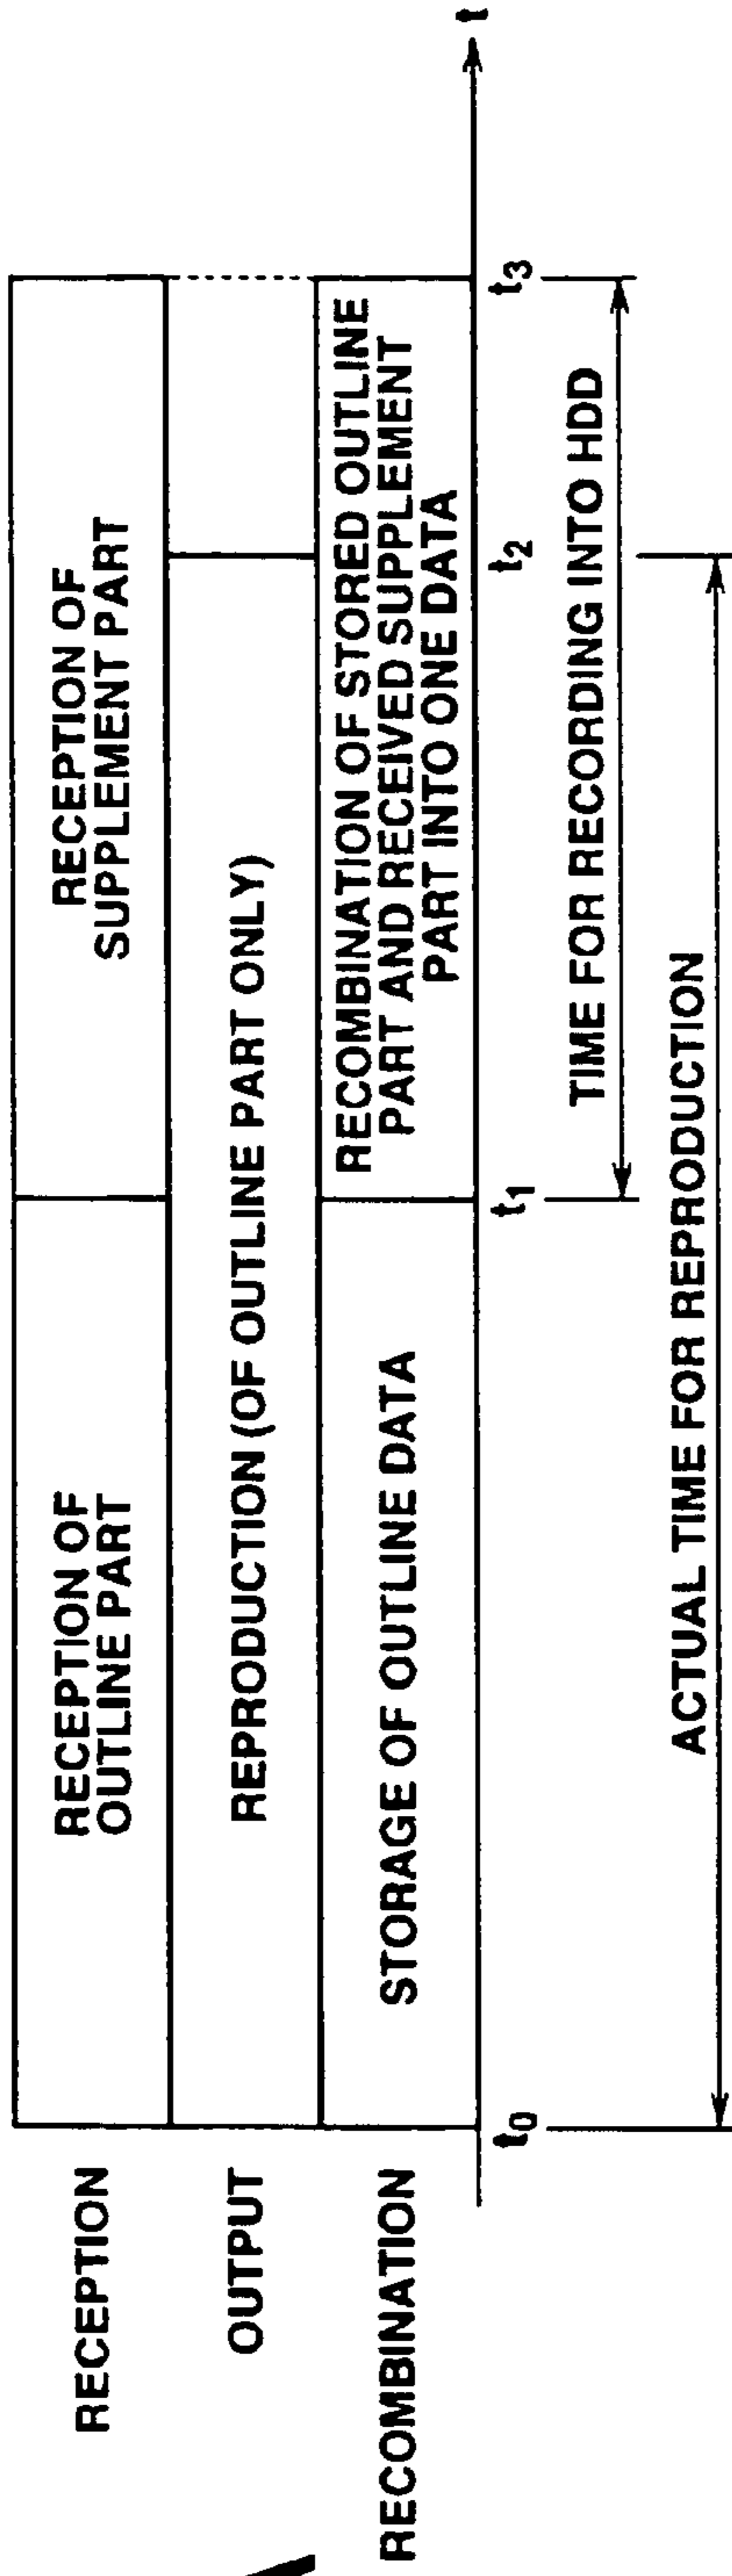 RECEPTION
RECEPTION OF
OUTLINE PART
RECEPTION OF
SUPPLEMENT PART
OUTPUT
REPRODUCTION (OF OUTLINE PART ONLY)
RECOMBINATION
STORAGE OF OUTLINE DATA
RECOMBINATION OF STORED OUTLINE
PART AND RECEIVED SUPPLEMENT
PART INTO ONE DATA
t
t0
t1
t2
t3
TIME FOR RECORDING INTO HDD
ACTUAL TIME FOR REPRODUCTION